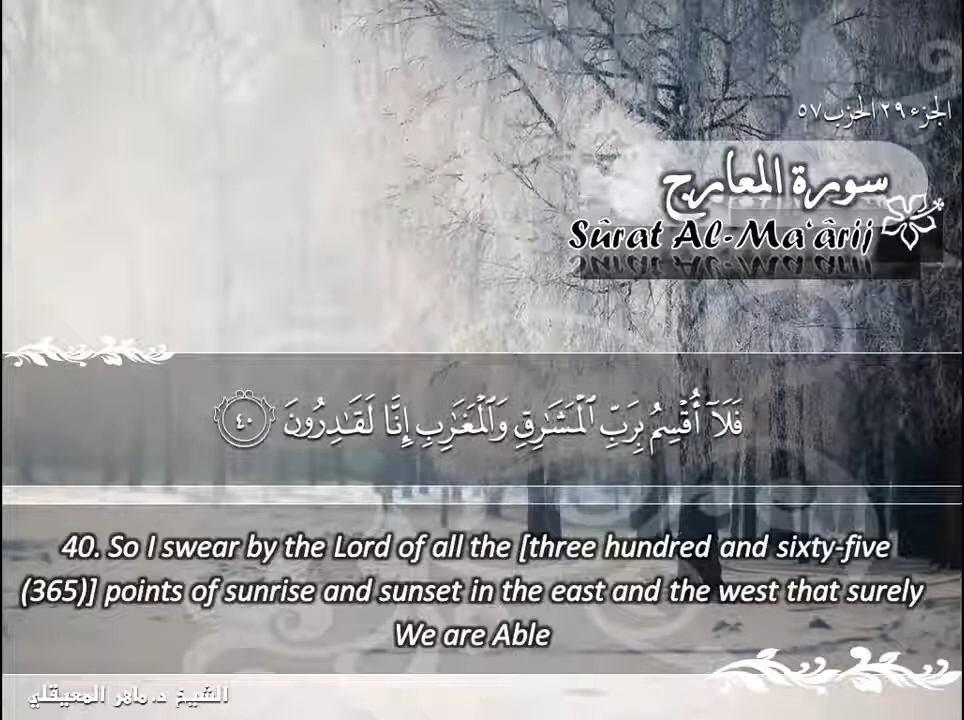 الجزء ٢٩ الحزب ٥٧
سورة المعارج
Sûrat Al-Ma‘ârij
فَلَآ أُقْسِمُ بِرَبِّ ٱلْمَشَـٰرِقِ وَٱلْمَغَـٰرِبِ إِنَّا لَقَـٰدِرُونَ ٤٠
40. So I swear by the Lord of all the [three hundred and sixty-five
(365)] points of sunrise and sunset in the east and the west that surely
We are Able
الشيخ د.ماهر المعيقلي